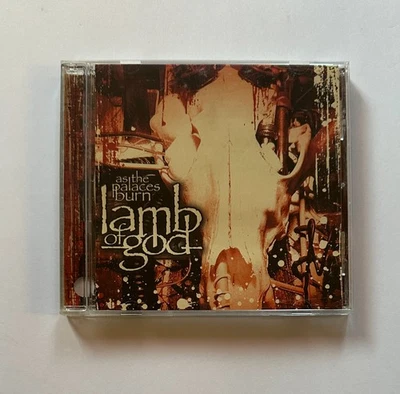 as the
palaces
burn
lamb
of god